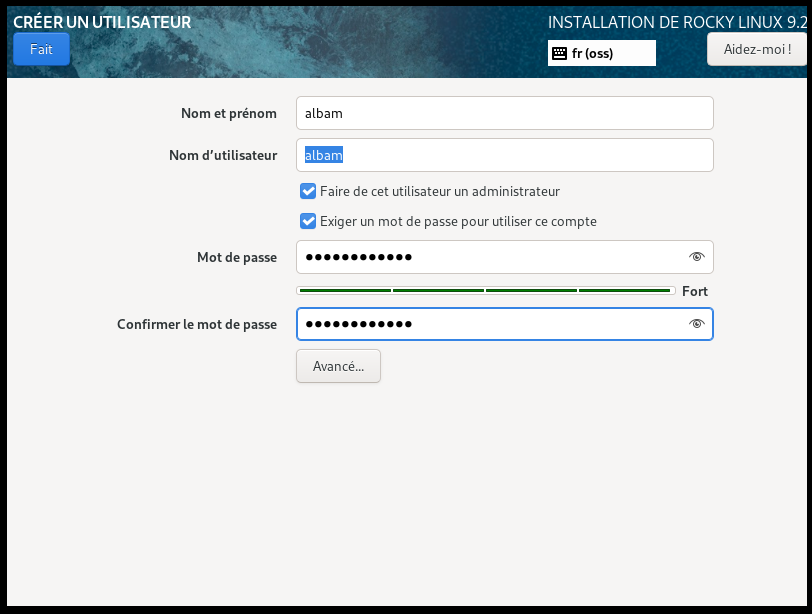 CRÉER UN UTILISATEUR
INSTALLATION DE ROCKY LINUX 9.2
Fait
fr (oss)
Aidez-moi !
Nom et prénom
albam
Nom d’utilisateur
albam
Faire de cet utilisateur un administrateur
Exiger un mot de passe pour utiliser ce compte
Mot de passe
●●●●●●●●●●●●
Fort
Confirmer le mot de passe
●●●●●●●●●●●●
Avancé...